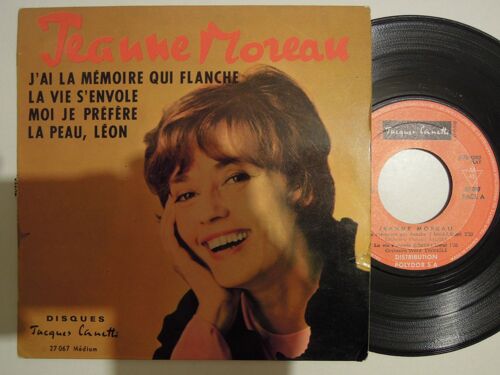 Jeanne Moreau
J'AI LA MÉMOIRE QUI FLANCHE
LA VIE S'ENVOLE
MOI JE PRÉFÈRE
LA PEAU, LÉON
DISQUES
Jacques Canetti
27 067 Médium
Jacques Canetti
FACE A
JEANNE MOREAU
DISTRIBUTION
POLYDOR S A